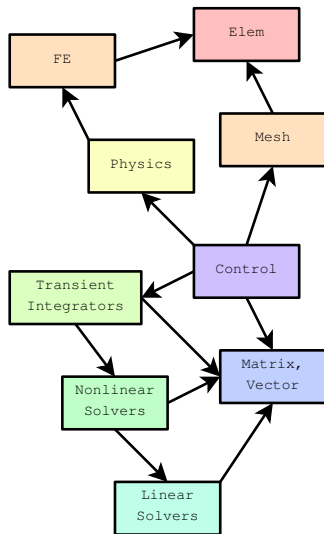 Elem
FE
Mesh
Physics
Control
Transient
Integrators
Matrix,
Vector
Nonlinear
Solvers
Linear
Solvers